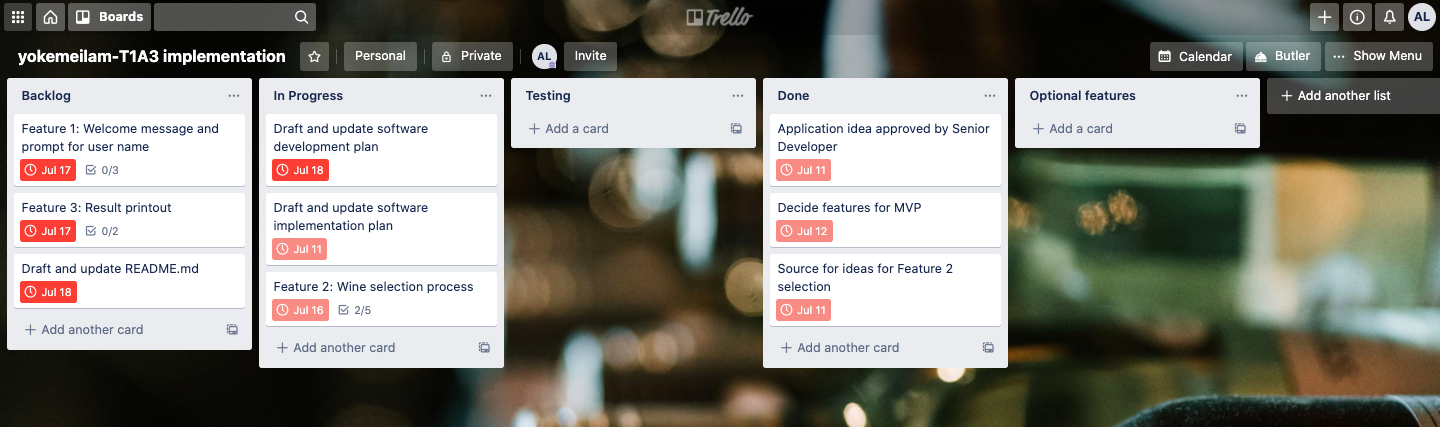 Boards
Trello
AL
yokemeilam-T1A3 implementation
Personal
Private
AL
Invite
Calendar
Butler
... Show Menu
Backlog ...
Feature 1: Welcome message and
prompt for user name
Jul 17 0/3
Feature 3: Result printout
Jul 17 0/2
Draft and update README.md
Jul 18
+ Add another card
In Progress ...
Draft and update software
development plan
Jul 18
Draft and update software
implementation plan
Jul 11
Feature 2: Wine selection process
Jul 16 2/5
+ Add another card
Testing ...
+ Add a card
Done ...
Application idea approved by Senior
Developer
Jul 11
Decide features for MVP
Jul 12
Source for ideas for Feature 2
selection
Jul 11
+ Add another card
Optional features ...
+ Add a card
+ Add another list